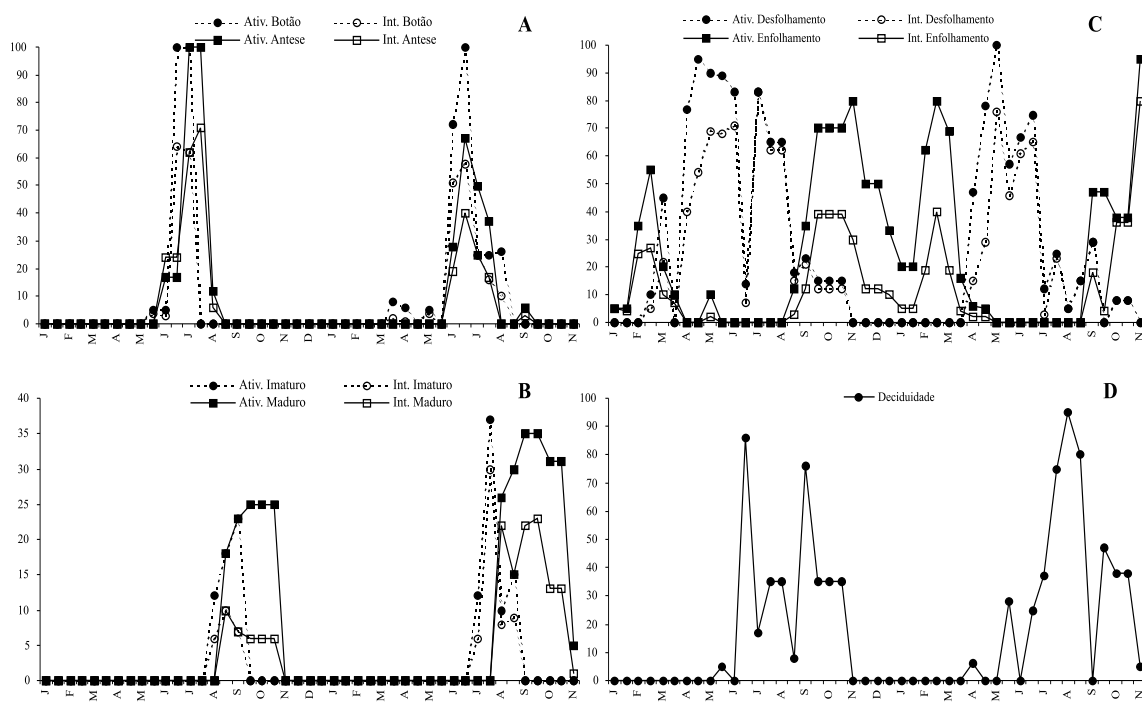 Ativ. Botão Int. Botão
Ativ. Antese Int. Antese
A
100
90
80
70
60
50
40
30
20
10
0
J F M A M J J A S O N D J F M A M J J A S O N
Ativ. Desfolhamento Int. Desfolhamento
Ativ. Enfolhamento Int. Enfolhamento
C
100
90
80
70
60
50
40
30
20
10
0
J F M A M J J A S O N D J F M A M J J A S O N
Ativ. Imaturo Int. Imaturo
Ativ. Maduro Int. Maduro
B
40
35
30
25
20
15
10
5
0
J F M A M J J A S O N D J F M A M J J A S N
Deciduidade
D
100
90
80
70
60
50
40
30
20
10
0
J F M A M J J A S O N D J F M A M J J A S O N